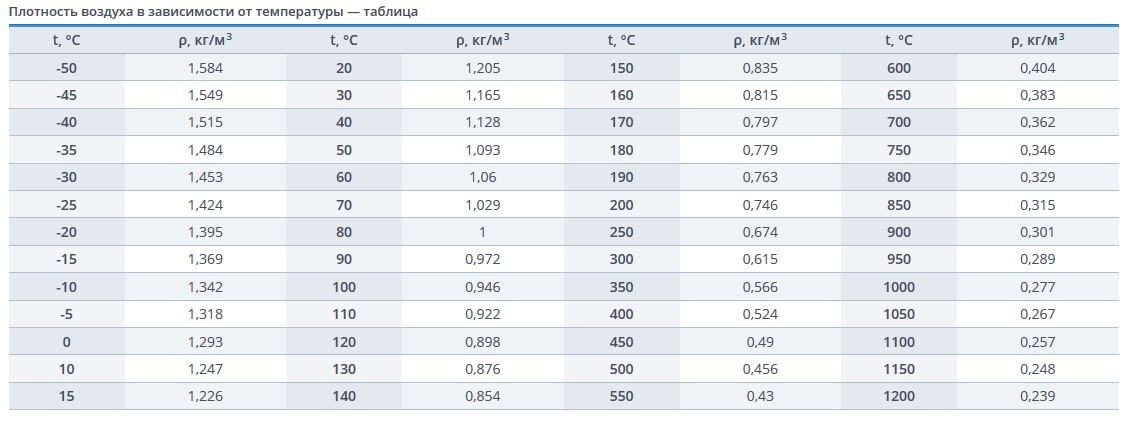 Плотность воздуха в зависимости от температуры — таблица
t, °С ρ, кг/м³ t, °С ρ, кг/м³ t, °С ρ, кг/м³ t, °С ρ, кг/м³
-50 1,584 20 1,205 150 0,835 600 0,404
-45 1,549 30 1,165 160 0,815 650 0,383
-40 1,515 40 1,128 170 0,797 700 0,362
-35 1,484 50 1,093 180 0,779 750 0,346
-30 1,453 60 1,06 190 0,763 800 0,329
-25 1,424 70 1,029 200 0,746 850 0,315
-20 1,395 80 1 250 0,674 900 0,301
-15 1,369 90 0,972 300 0,615 950 0,289
-10 1,342 100 0,946 350 0,566 1000 0,277
-5 1,318 110 0,922 400 0,524 1050 0,267
0 1,293 120 0,898 450 0,49 1100 0,257
10 1,247 130 0,876 500 0,456 1150 0,248
15 1,226 140 0,854 550 0,43 1200 0,239